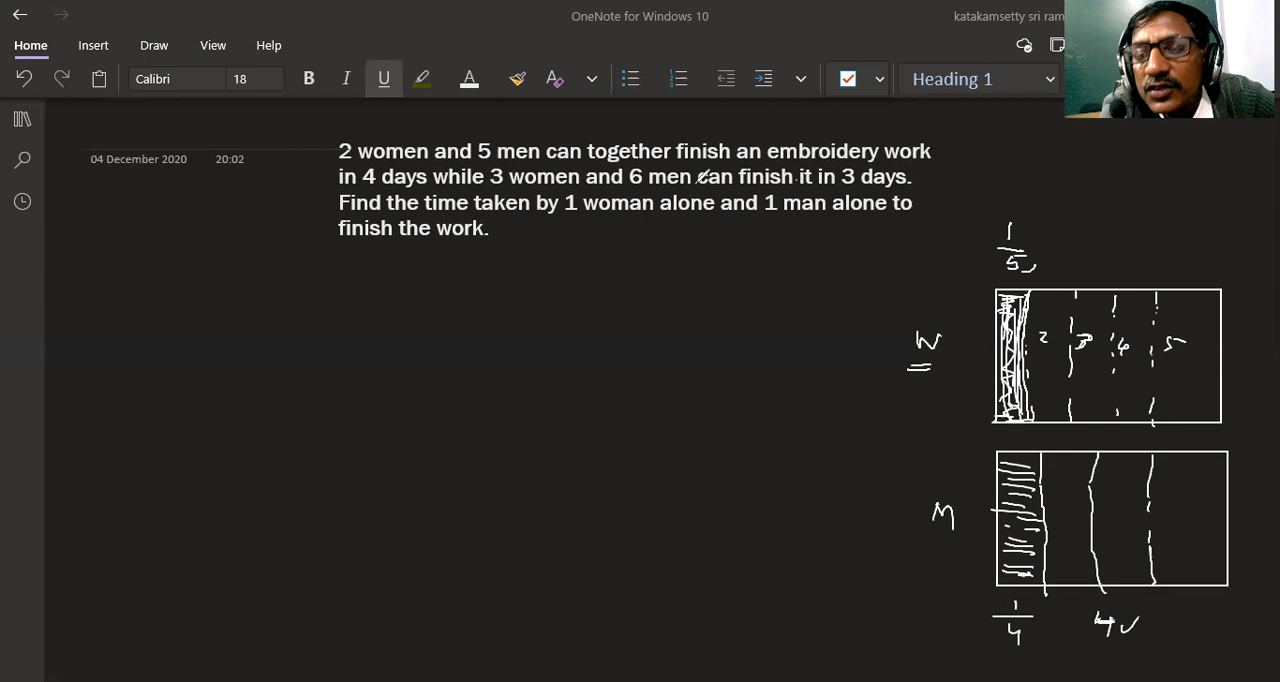 OneNote for Windows 10
katakamsetty sri ram
Home Insert Draw View Help
Calibri 18 B I U A A Heading 1
04 December 2020 20:02
2 women and 5 men can together finish an embroidery work
in 4 days while 3 women and 6 men can finish it in 3 days.
Find the time taken by 1 woman alone and 1 man alone to
finish the work.
1
5
W
2 3 4 5
M
1
4
4